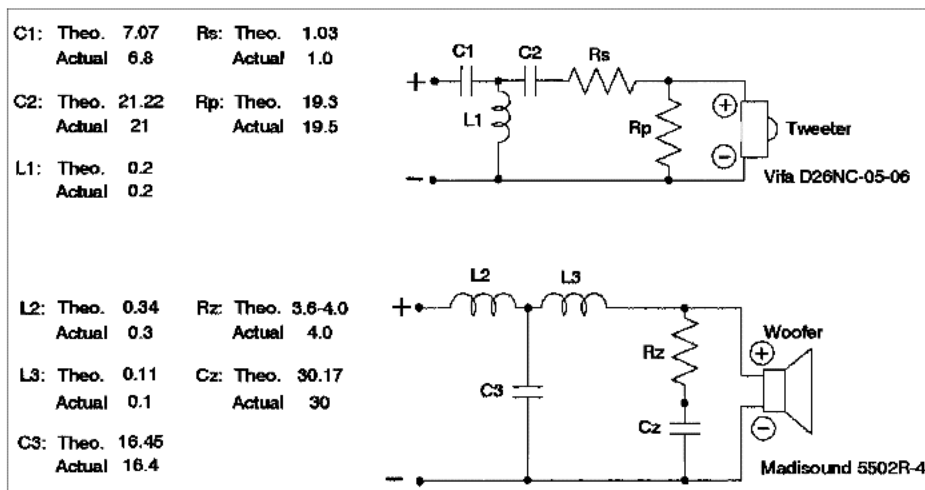 C1: Theo. 7.07 Rs: Theo. 1.03
Actual 6.8 Actual 1.0
C2: Theo. 21.22 Rp: Theo. 19.3
Actual 21 Actual 19.5
L1: Theo. 0.2
Actual 0.2
C1 C2 Rs
+
L1 Rp + Tweeter
−
− Vifa D26NC-05-06
L2: Theo. 0.34 Rz: Theo. 3.6-4.0
Actual 0.3 Actual 4.0
L3: Theo. 0.11 Cz: Theo. 30.17
Actual 0.1 Actual 30
C3: Theo. 16.45
Actual 16.4
L2 L3
+
Rz + Woofer
C3
Cz −
− Madisound 5502R-4